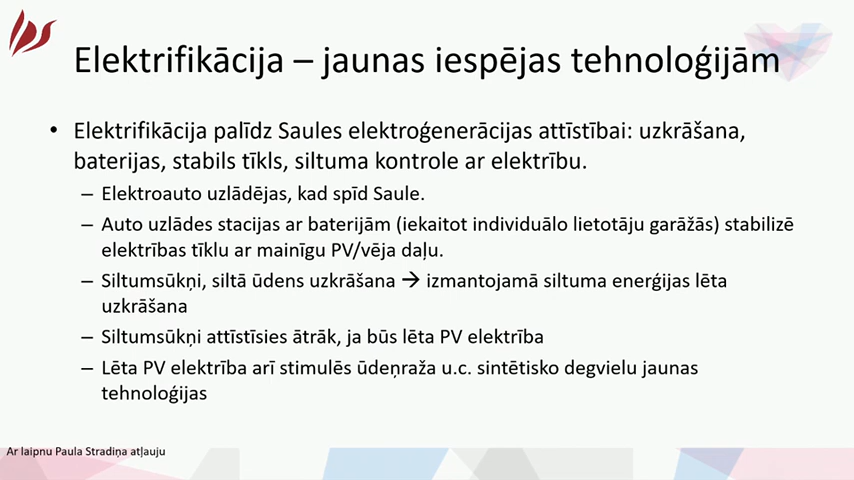 Elektrifikācija – jaunas iespējas tehnoloģijām
• Elektrifikācija palīdz Saules elektroģenerācijas attīstībai: uzkrāšana,
baterijas, stabils tīkls, siltuma kontrole ar elektrību.
– Elektroauto uzlādējas, kad spīd Saule.
– Auto uzlādes stacijas ar baterijām (iekaitot individuālo lietotāju garāžās) stabilizē
elektrības tīklu ar mainīgu PV/vēja daļu.
– Siltumsūkņi, siltā ūdens uzkrāšana → izmantojamā siltuma enerģijas lēta
uzkrāšana
– Siltumsūkņi attīstīsies ātrāk, ja būs lēta PV elektrība
– Lēta PV elektrība arī stimulēs ūdeņraža u.c. sintētisko degvielu jaunas
tehnoloģijas
Ar laipnu Paula Stradiņa atļauju